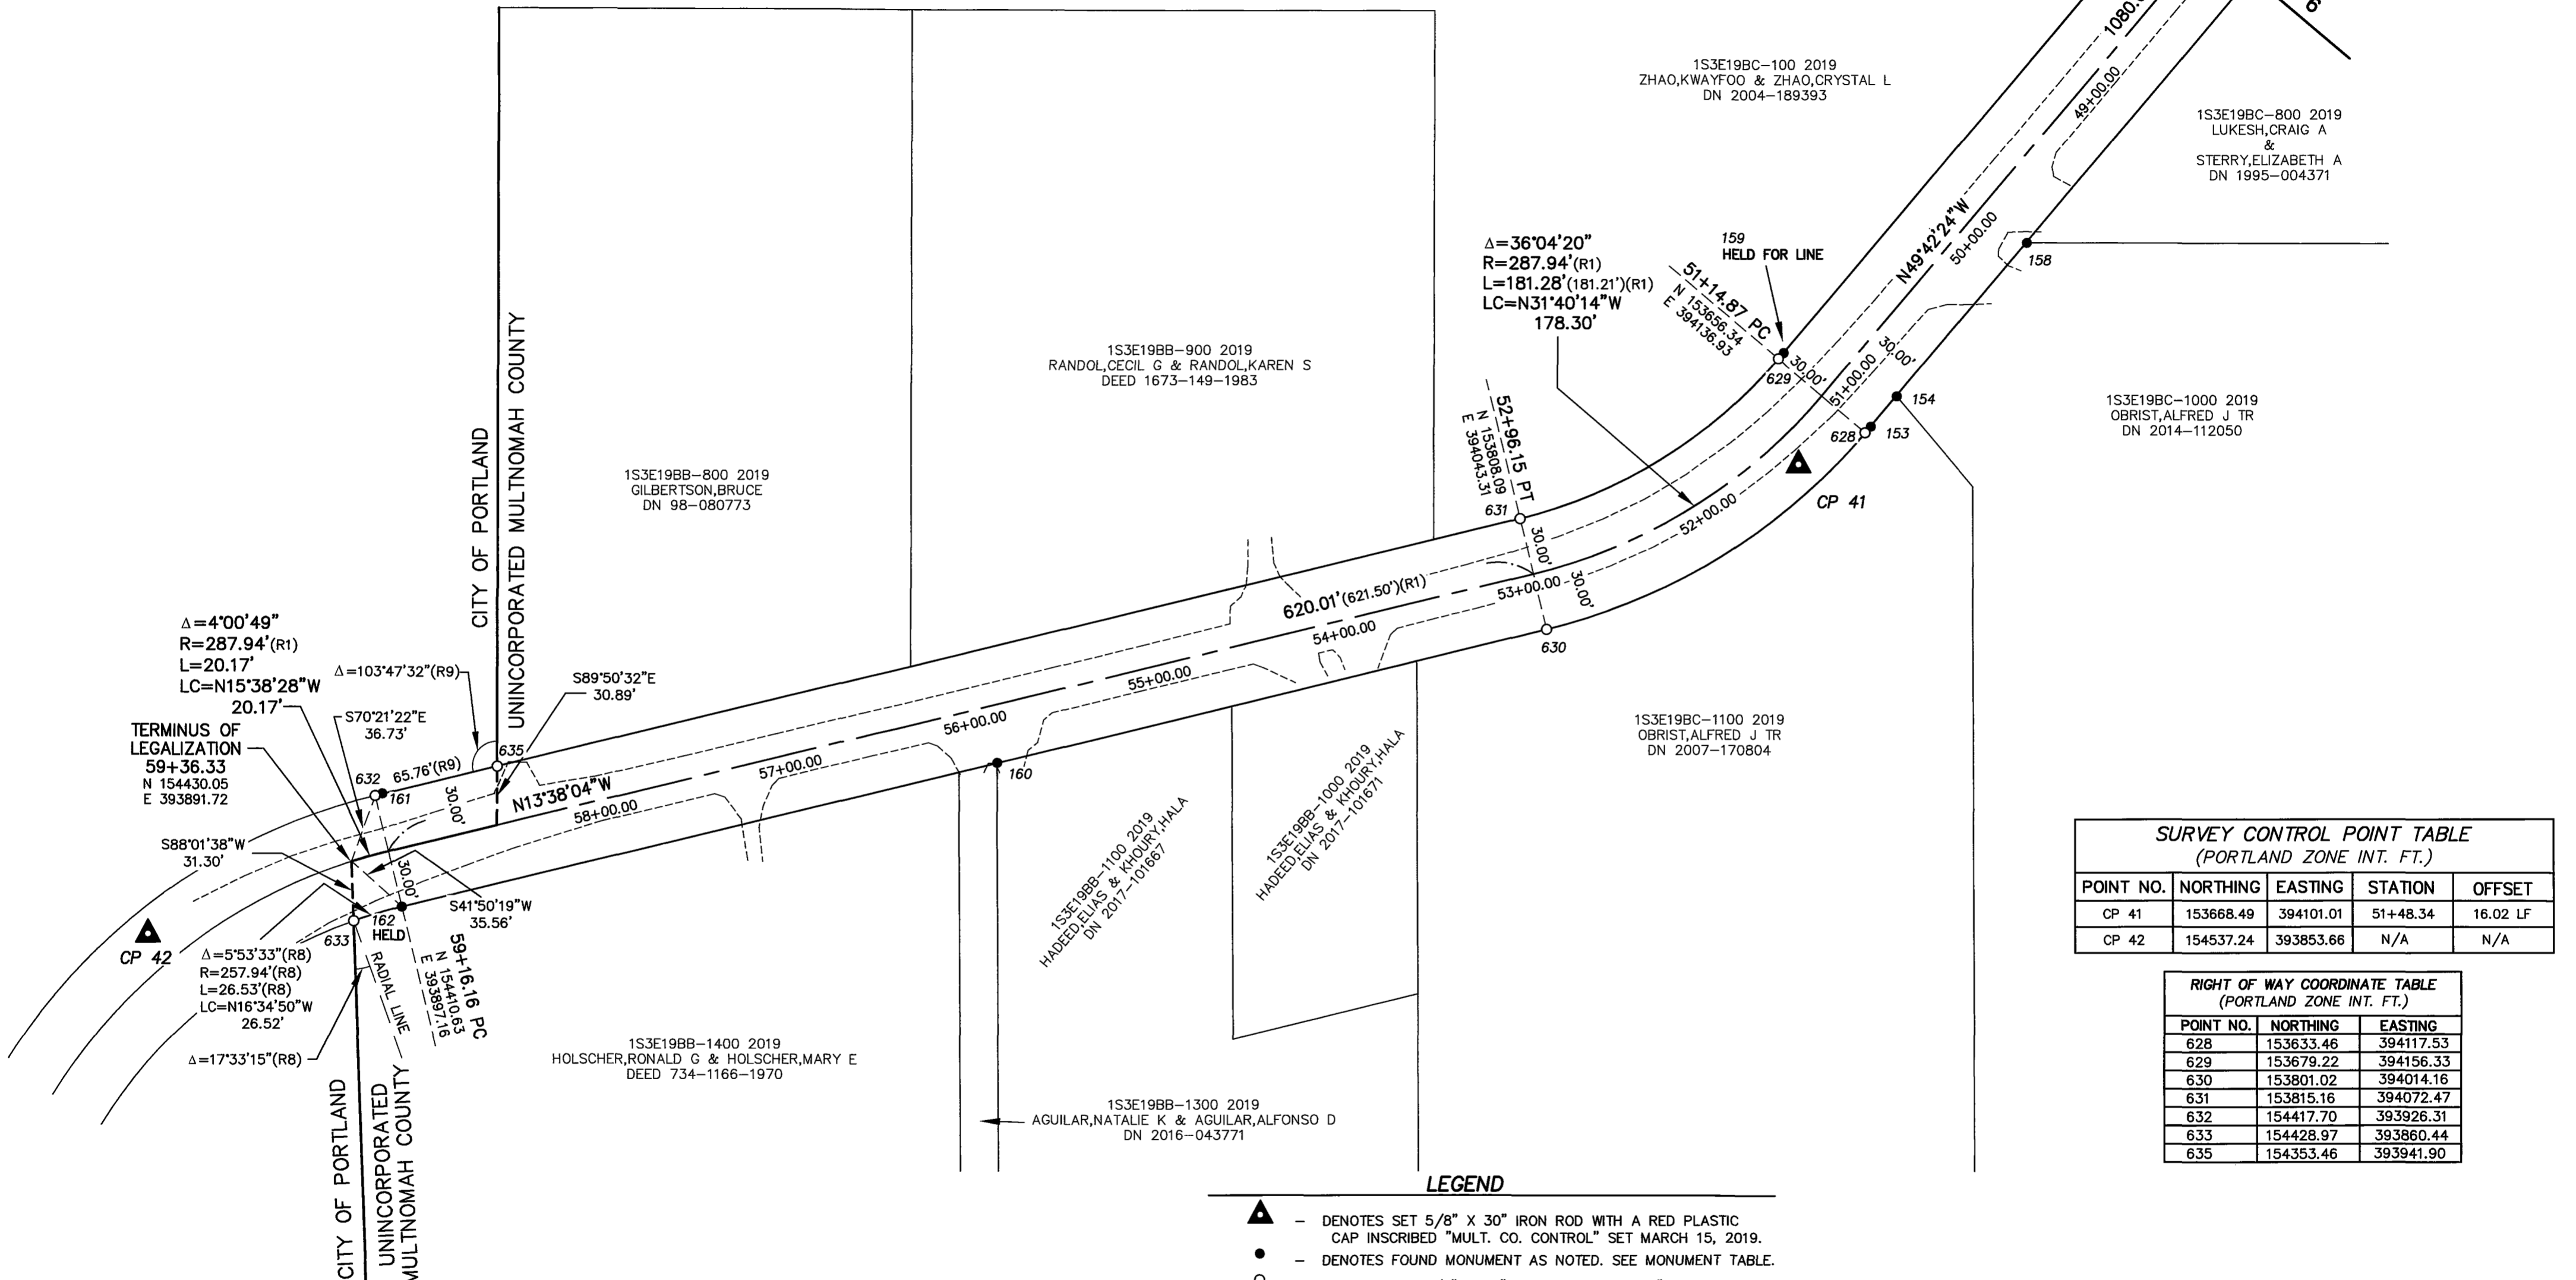 1S3E19BC-100 2019
ZHAO,KWAYFOO & ZHAO,CRYSTAL L
DN 2004-189393
49+00.00
1S3E19BC-800 2019
LUKESH,CRAIG A
&
STERRY,ELIZABETH A
DN 1995-004371
N49°42'24"W
50+00.00
158
Δ=36°04'20"
R=287.94'(R1)
L=181.28'(181.21')(R1)
LC=N31°40'14"W
178.30'
159
HELD FOR LINE
51+14.87 PC
N 153656.34
E 394136.93
30.00'
629
30.00'
51+00.00
154
628
153
CP 41
1S3E19BC-1000 2019
OBRIST,ALFRED J TR
DN 2014-112050
CITY OF PORTLAND
UNINCORPORATED MULTNOMAH COUNTY
1S3E19BB-900 2019
RANDOL,CECIL G & RANDOL,KAREN S
DEED 1673-149-1983
1S3E19BB-800 2019
GILBERTSON,BRUCE
DN 98-080773
52+96.15 PT
N 153808.09
E 394043.31
631
30.00'
30.00'
52+00.00
53+00.00
630
620.01'(621.50')(R1)
54+00.00
55+00.00
56+00.00
57+00.00
58+00.00
N13°38'04"W
160
Δ=4°00'49"
R=287.94'(R1)
L=20.17'
LC=N15°38'28"W
20.17'
Δ=103°47'32"(R9)
S89°50'32"E
30.89'
S70°21'22"E
36.73'
TERMINUS OF
LEGALIZATION
59+36.33
N 154430.05
E 393891.72
632
65.76'(R9)
161
635
30.00'
S88°01'38"W
31.30'
30.00'
S41°50'19"W
35.56'
162
HELD
633
CP 42
Δ=5°53'33"(R8)
R=257.94'(R8)
L=26.53'(R8)
LC=N16°34'50"W
26.52'
Δ=17°33'15"(R8)
RADIAL LINE
59+16.16 PC
N 154410.63
E 393897.16
CITY OF PORTLAND
UNINCORPORATED
MULTNOMAH COUNTY
1S3E19BB-1400 2019
HOLSCHER,RONALD G & HOLSCHER,MARY E
DEED 734-1166-1970
1S3E19BB-1100 2019
HADEED,ELIAS & KHOURY,HALA
DN 2017-101667
1S3E19BB-1000 2019
HADEED,ELIAS & KHOURY,HALA
DN 2017-101671
1S3E19BC-1100 2019
OBRIST,ALFRED J TR
DN 2007-170804
1S3E19BB-1300 2019
AGUILAR,NATALIE K & AGUILAR,ALFONSO D
DN 2016-043771
SURVEY CONTROL POINT TABLE
(PORTLAND ZONE INT. FT.)
POINT NO. NORTHING EASTING STATION OFFSET
CP 41 153668.49 394101.01 51+48.34 16.02 LF
CP 42 154537.24 393853.66 N/A N/A
RIGHT OF WAY COORDINATE TABLE
(PORTLAND ZONE INT. FT.)
POINT NO. NORTHING EASTING
628 153633.46 394117.53
629 153679.22 394156.33
630 153801.02 394014.16
631 153815.16 394072.47
632 154417.70 393926.31
633 154428.97 393860.44
635 154353.46 393941.90
LEGEND
- DENOTES SET 5/8" X 30" IRON ROD WITH A RED PLASTIC
CAP INSCRIBED "MULT. CO. CONTROL" SET MARCH 15, 2019.
- DENOTES FOUND MONUMENT AS NOTED. SEE MONUMENT TABLE.